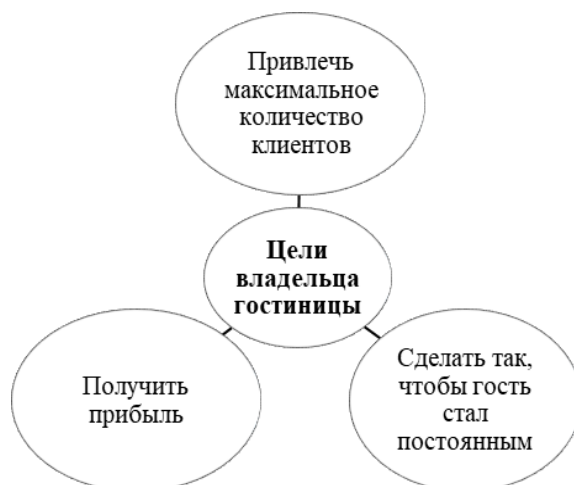 Привлечь
максимальное
количество
клиентов
Цели
владельца
гостиницы
Получить
прибыль
Сделать так,
чтобы гость
стал
постоянным